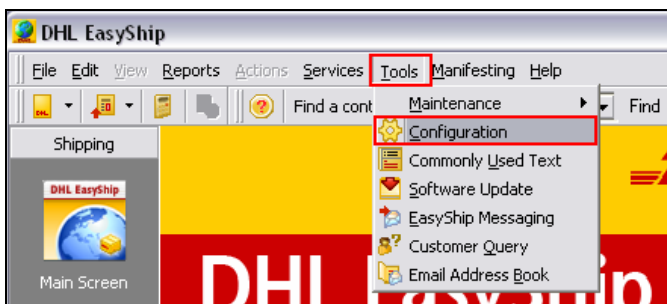 DHL EasyShip
File Edit View Reports Actions Services Tools Manifesting Help
Find a cont
Find
Maintenance
Configuration
Commonly Used Text
Software Update
EasyShip Messaging
Customer Query
Email Address Book
Shipping
DHL EasyShip
Main Screen
DHL EasyShip